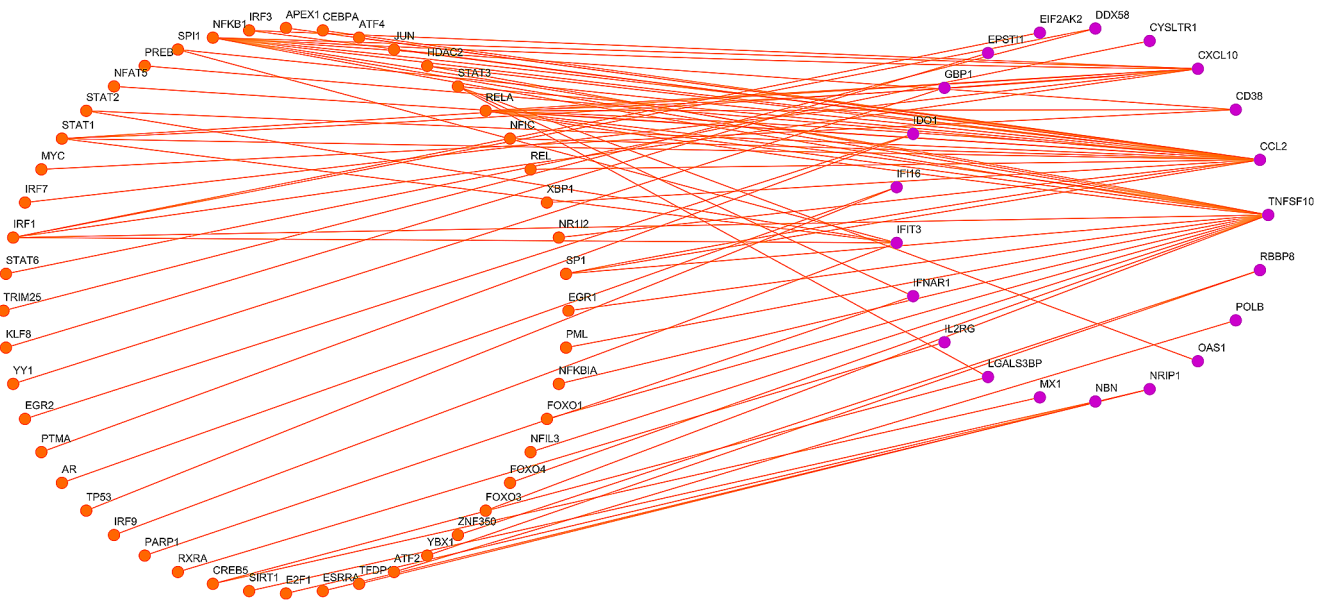 NFKB1
IRF3
APEX1
CEBPA
ATF4
JUN
HDAC2
STAT3
RELA
NFIC
REL
XBP1
NR1I2
SP1
EGR1
PML
NFKBIA
FOXO1
NFIL3
FOXO4
FOXO3
ZNF350
YBX1
ATF2
TFDP1
ESRRA
E2F1
SIRT1
CREB5
RXRA
PARP1
IRF9
TP53
AR
PTMA
EGR2
YY1
KLF8
TRIM25
STAT6
IRF1
IRF7
MYC
STAT1
STAT2
NFAT5
PREB
SPI1
EIF2AK2
DDX58
CYSLTR1
CXCL10
CD38
CCL2
TNFSF10
RBBP8
POLB
OAS1
NRIP1
NBN
MX1
LGALS3BP
IL2RG
IFNAR1
IFIT3
IFI16
IDO1
GBP1
EPSTI1